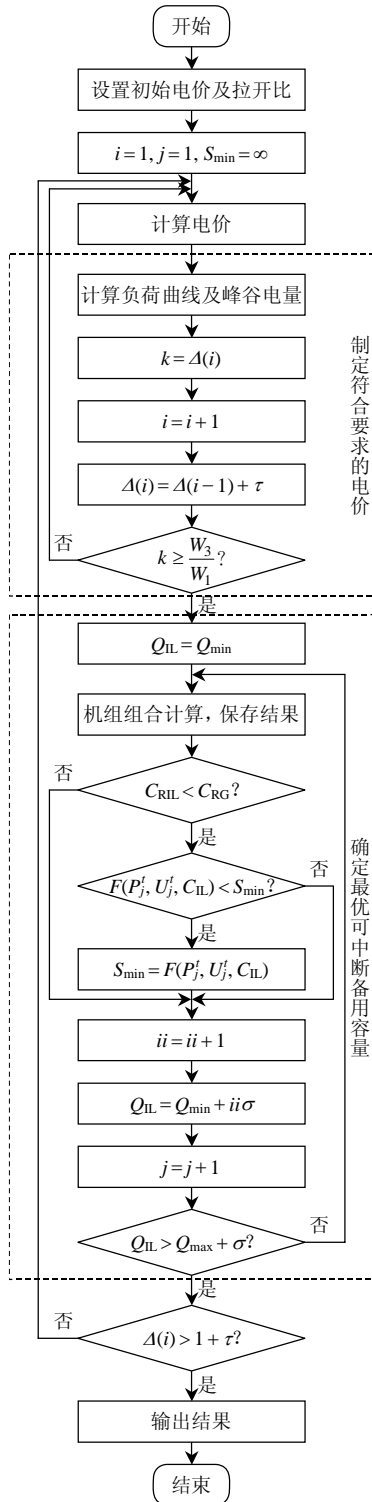 开始
设置初始电价及拉开比
i=1, j=1, S_min=∞
计算电价
计算负荷曲线及峰谷电量
k=Δ(i)
i=i+1
Δ(i)=Δ(i−1)+τ
否
k≥W_3/W_1?
是
制定符合要求的电价
Q_IL=Q_min
机组组合计算,保存结果
否
C_RIL<C_RG?
是
F(P_j^t, U_j^t, C_IL)<S_min?
否
是
S_min=F(P_j^t, U_j^t, C_IL)
ii=ii+1
Q_IL=Q_min+iiσ
j=j+1
Q_IL>Q_max+σ?
否
是
确定最优可中断备用容量
否
Δ(i)>1+τ?
是
输出结果
结束